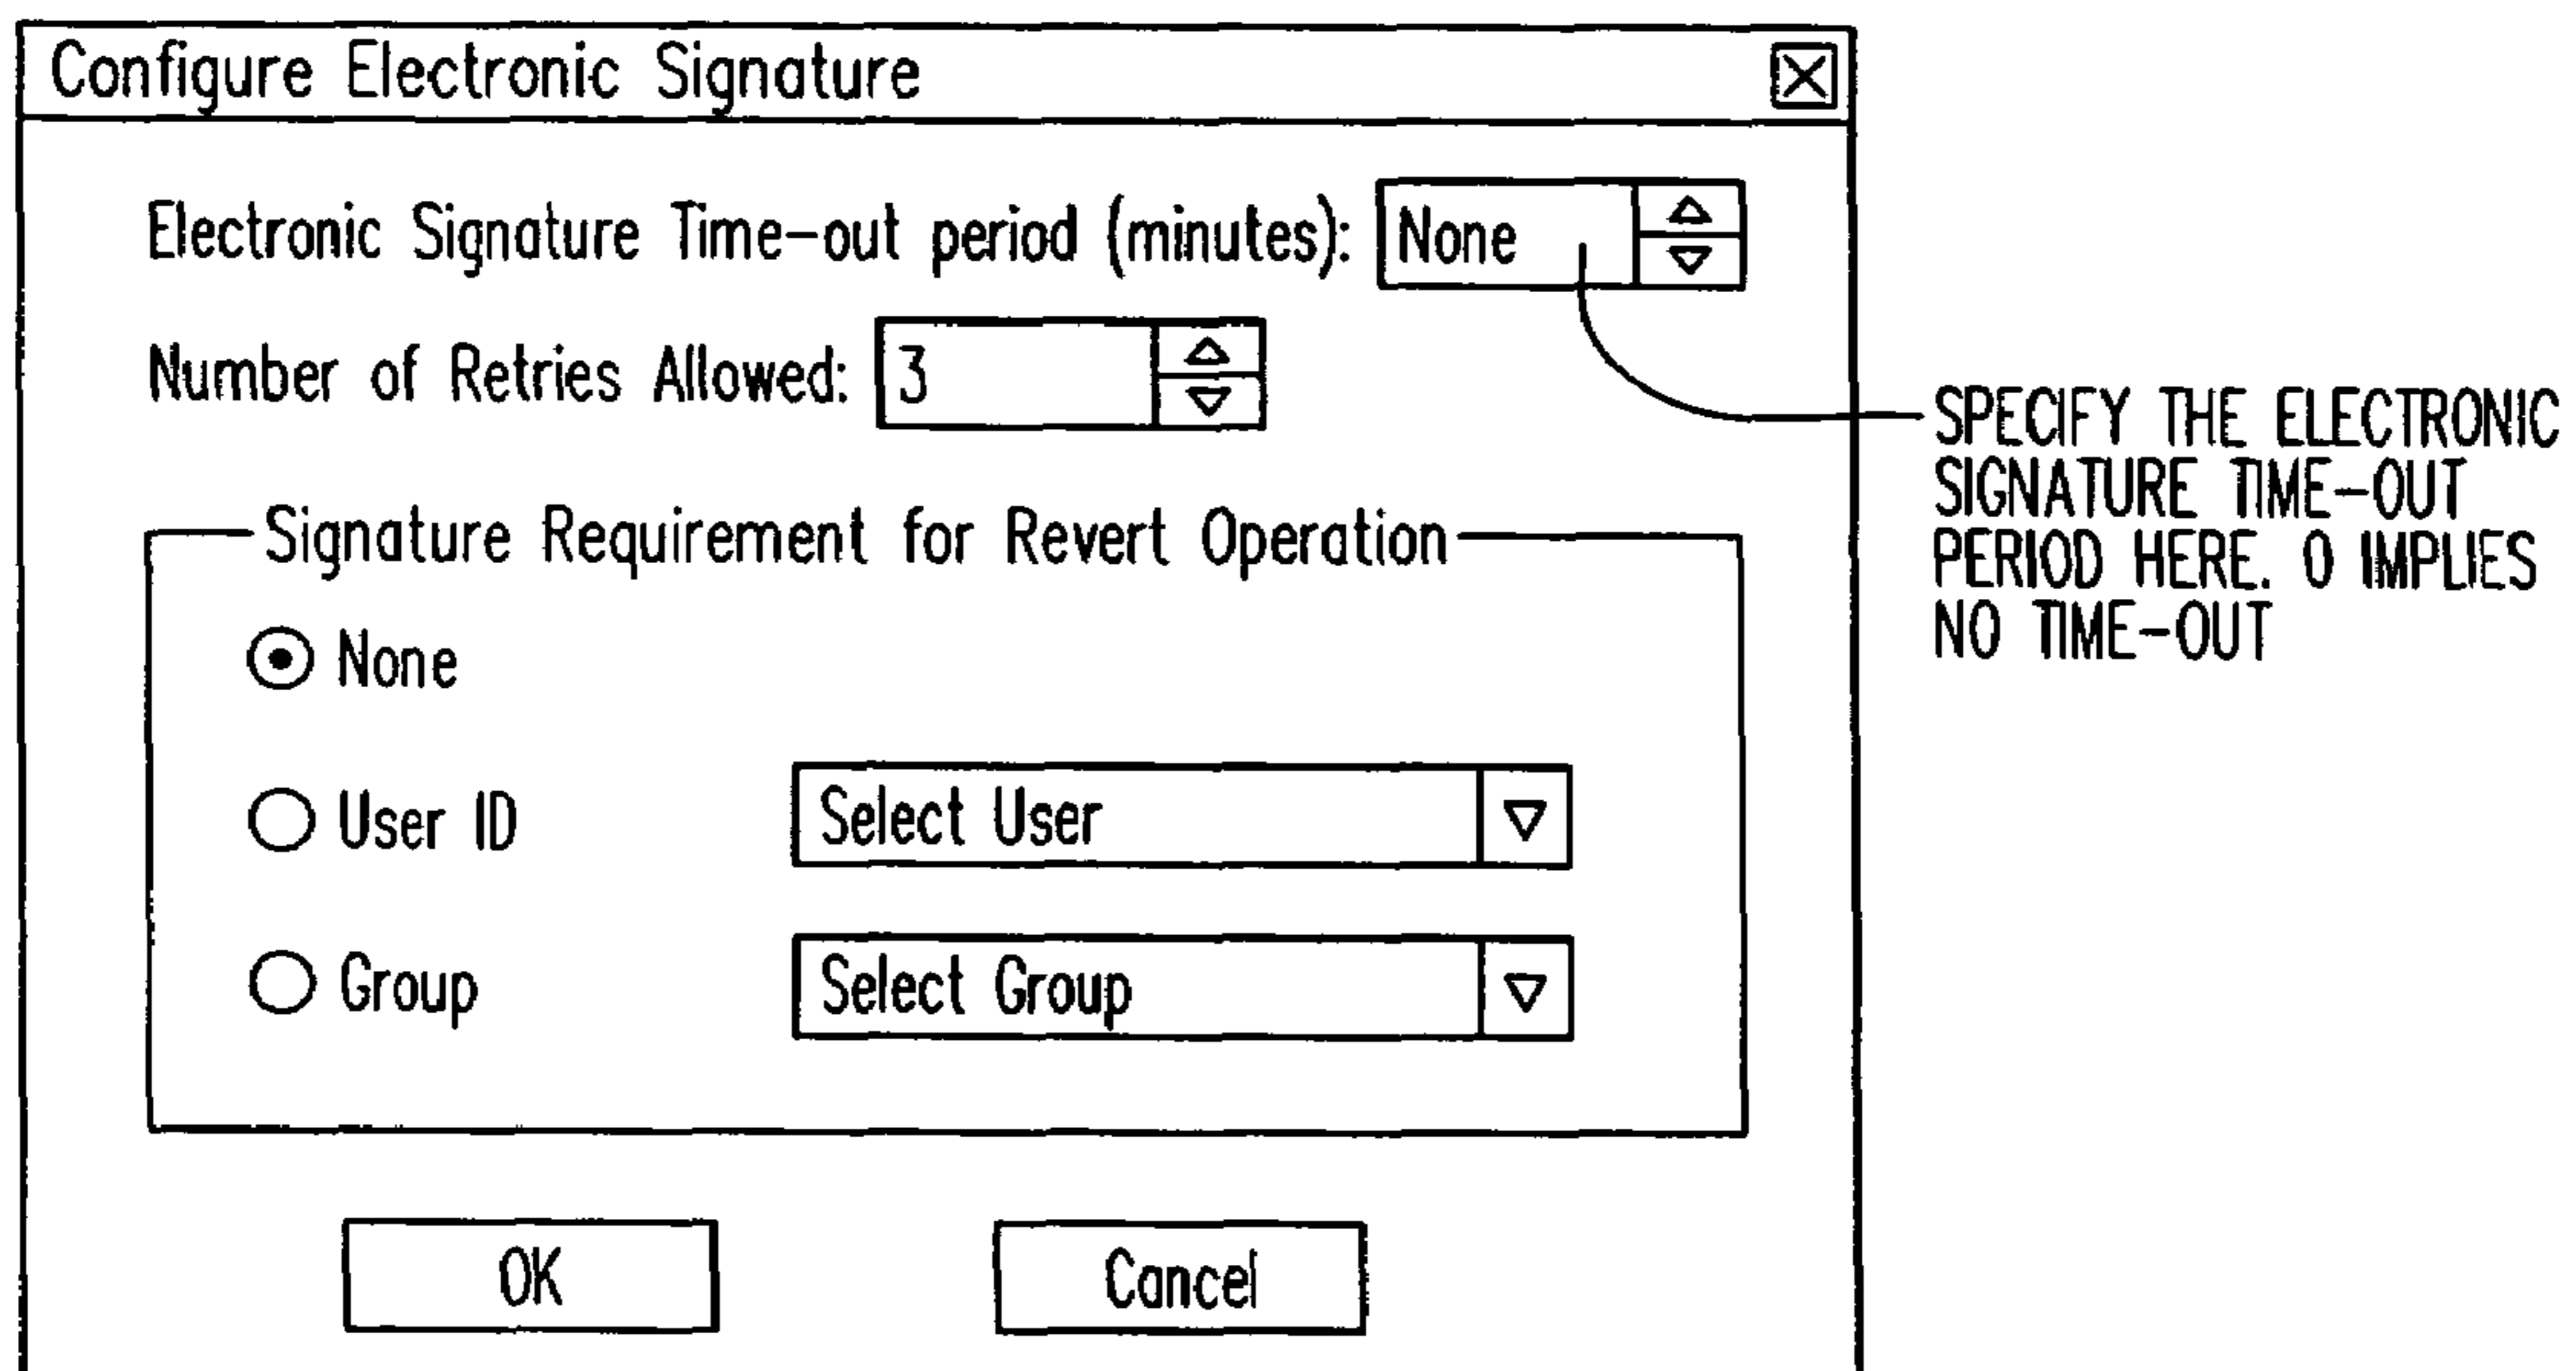 Configure Electronic Signature
Electronic Signature Time-out period (minutes): None
Number of Retries Allowed: 3
SPECIFY THE ELECTRONIC
SIGNATURE TIME-OUT
PERIOD HERE. 0 IMPLIES
NO TIME-OUT
Signature Requirement for Revert Operation
None
User ID Select User
Group Select Group
OK Cancel